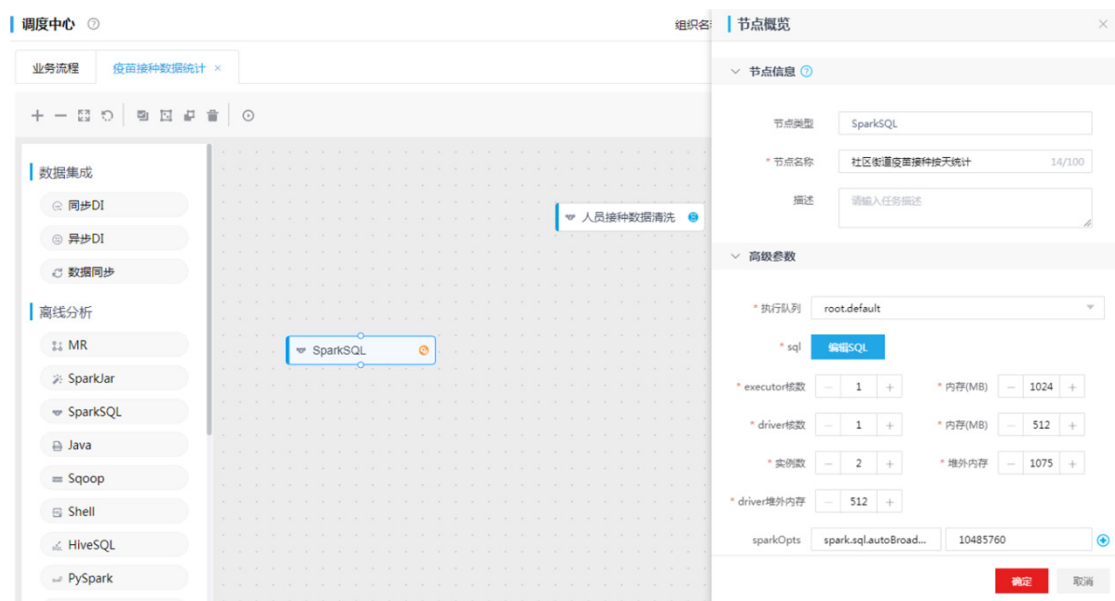 调度中心
组织名
业务流程
疫苗接种数据统计
数据集成
同步DI
异步DI
数据同步
离线分析
MR
SparkJar
SparkSQL
Java
Sqoop
Shell
HiveSQL
PySpark
人员接种数据清洗
SparkSQL
节点概览
节点信息
节点类型 SparkSQL
* 节点名称 社区街道疫苗接种按天统计 14/100
描述 请输入任务描述
高级参数
* 执行队列 root.default
* sql 编辑SQL
* executor核数 − 1 + * 内存(MB) − 1024 +
* driver核数 − 1 + * 内存(MB) − 512 +
* 实例数 − 2 + * 堆外内存 − 1075 +
* driver堆外内存 − 512 +
sparkOpts spark.sql.autoBroad... 10485760
确定 取消